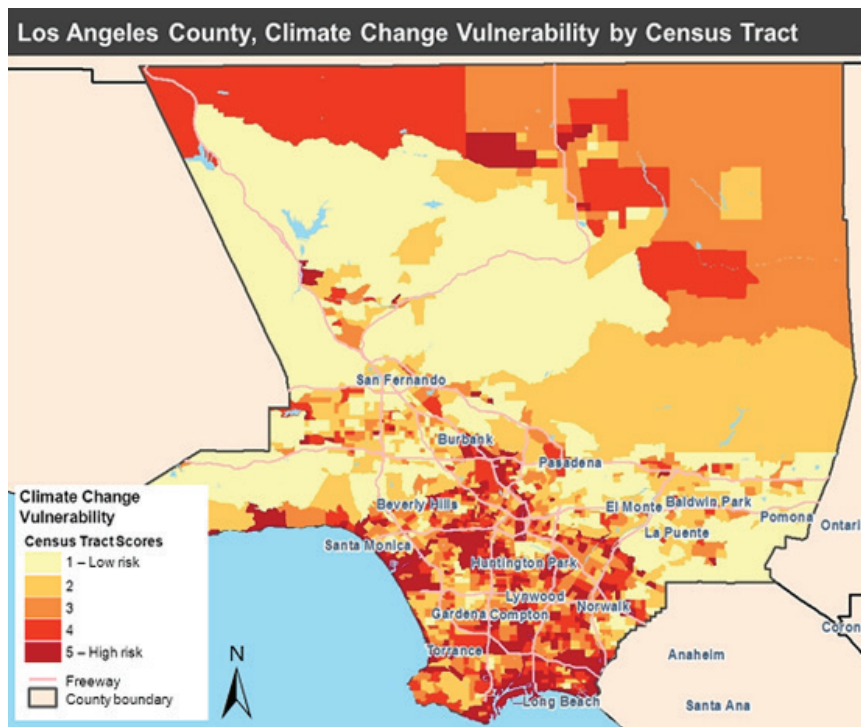 Los Angeles County, Climate Change Vulnerability by Census Tract
San Fernando
Burbank
Pasadena
Beverly Hills
El Monte
Baldwin Park
Pomona
Ontari
La Puente
Santa Monica
Huntington Park
Lynwood
Norwalk
Gardena
Compton
Coron
Torrance
Anaheim
Long Beach
Santa Ana
Climate Change
Vulnerability
Census Tract Scores
1 – Low risk
2
3
4
5 – High risk
Freeway
County boundary
N